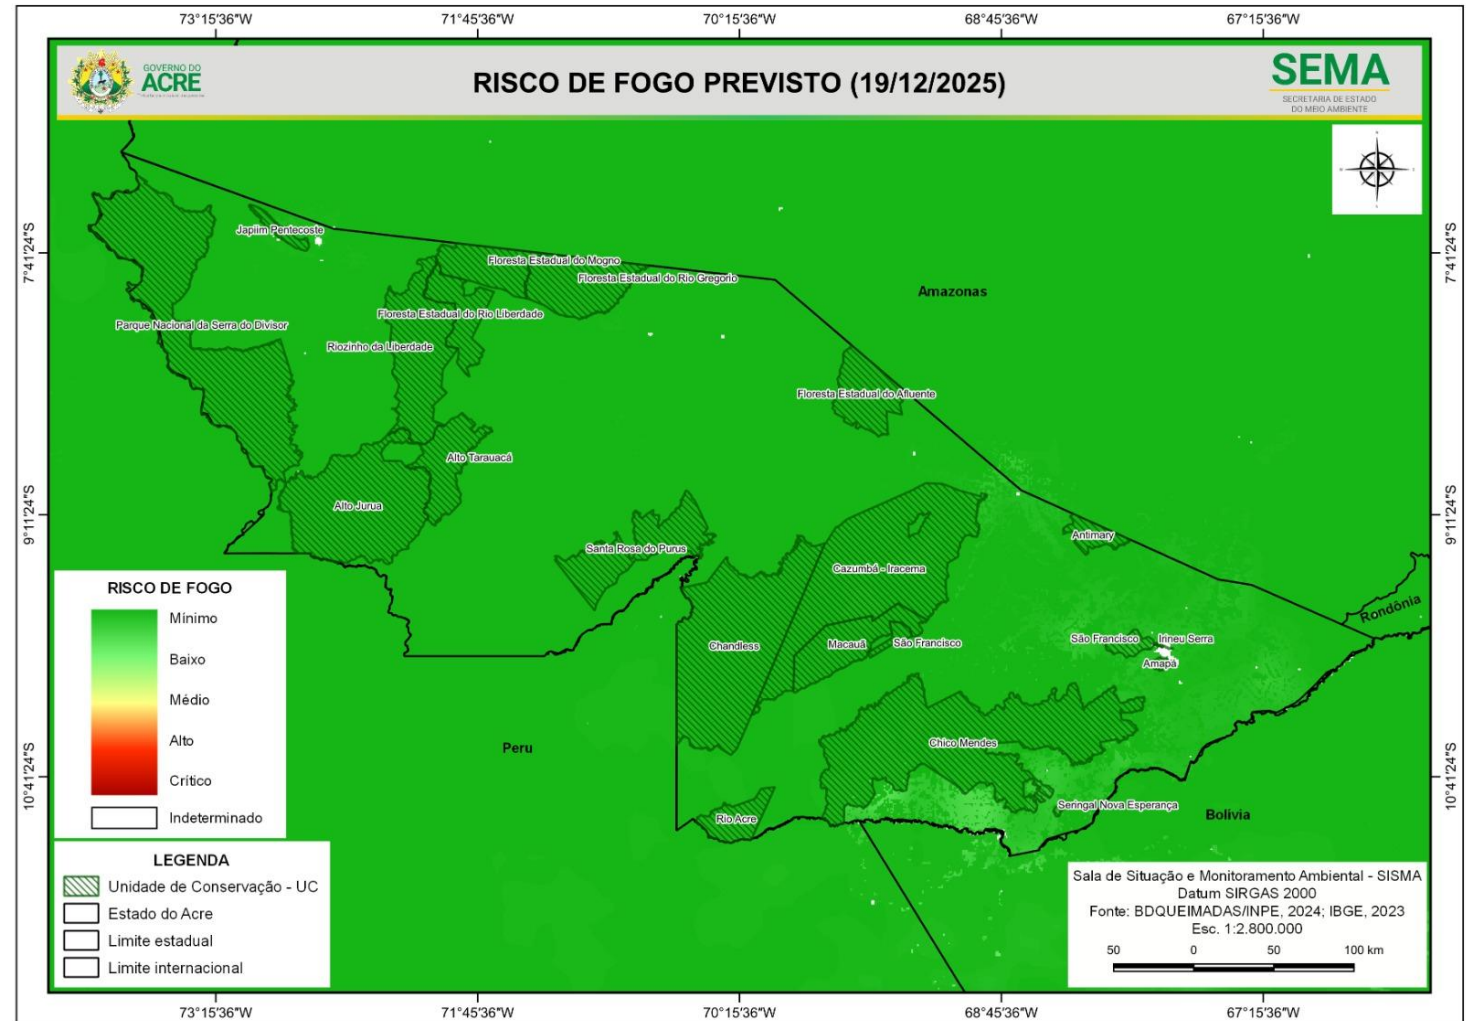 73°15'36"W
71°45'36"W
70°15'36"W
68°45'36"W
67°15'36"W
GOVERNO DO
ACRE
RISCO DE FOGO PREVISTO (19/12/2025)
SEMA
SECRETARIA DE ESTADO
DO MEIO AMBIENTE
7°41'24"S
7°41'24"S
Japiim Pentecoste
Floresta Estadual do Mogno
Floresta Estadual do Rio Gregorio
Amazonas
Floresta Estadual do Rio Liberdade
Parque Nacional da Serra do Divisor
Riozinho da Liberdade
Floresta Estadual do Afluente
Alto Tarauacá
Alto Jurua
9°11'24"S
9°11'24"S
Antimary
Santa Rosa do Purus
Cazumbá - Iracema
Rondônia
Chandless
Macauã
São Francisco
São Francisco
Irineu Serra
Amapá
Peru
Chico Mendes
10°41'24"S
10°41'24"S
Rio Acre
Seringal Nova Esperança
Bolívia
RISCO DE FOGO
Mínimo
Baixo
Médio
Alto
Crítico
Indeterminado
LEGENDA
Unidade de Conservação - UC
Estado do Acre
Limite estadual
Limite internacional
Sala de Situação e Monitoramento Ambiental - SISMA
Datum SIRGAS 2000
Fonte: BDQUEIMADAS/INPE, 2024; IBGE, 2023
Esc. 1:2.800.000
50 0 50 100 km
73°15'36"W
71°45'36"W
70°15'36"W
68°45'36"W
67°15'36"W